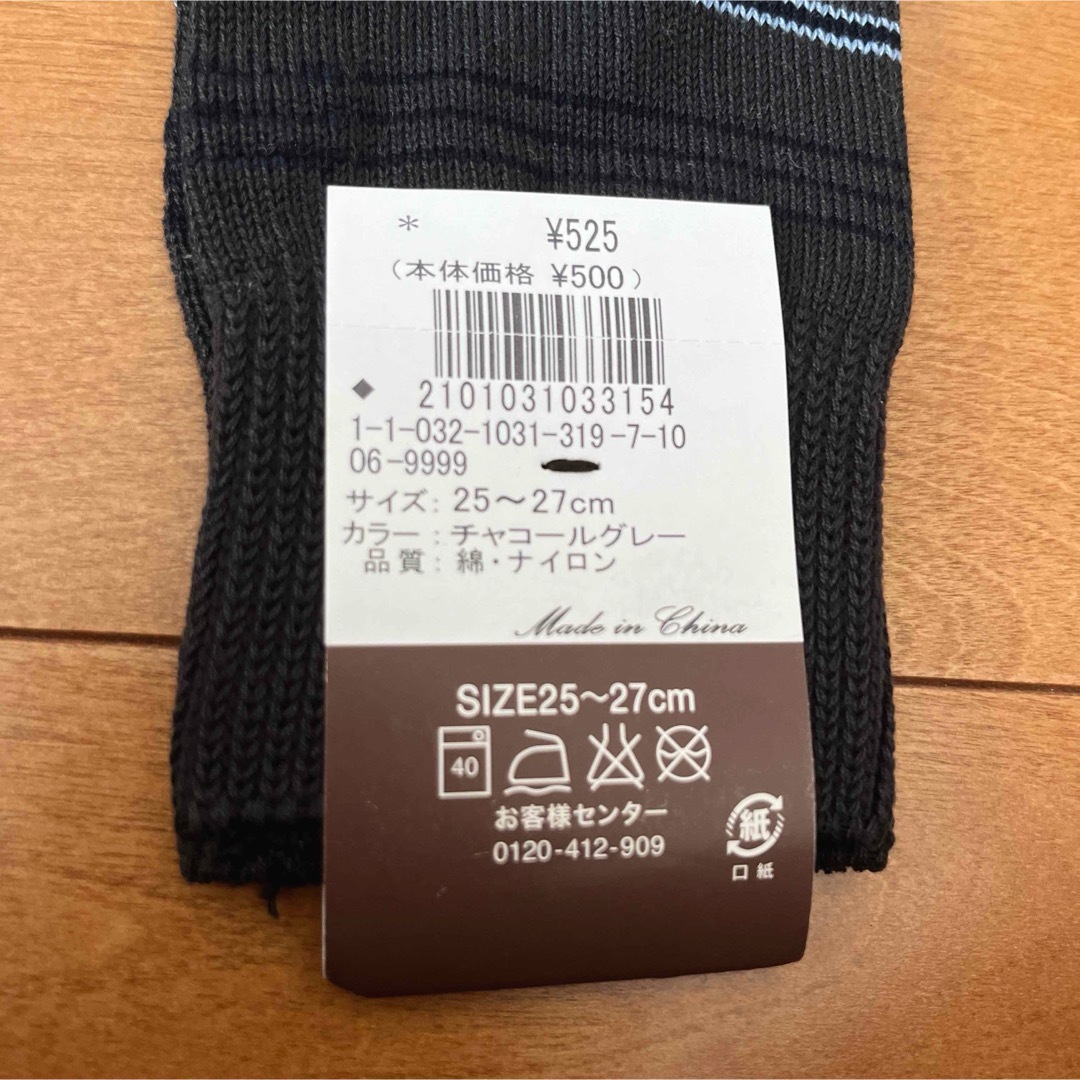 * ¥525
(本体価格 ¥500)
◆ 2101031033154
1-1-032-1031-319-7-10
06-9999
サイズ: 25～27cm
カラー : チャコールグレー
品質 : 綿・ナイロン
Made in China
SIZE25～27cm
40
お客様センター
0120-412-909
紙
口 紙